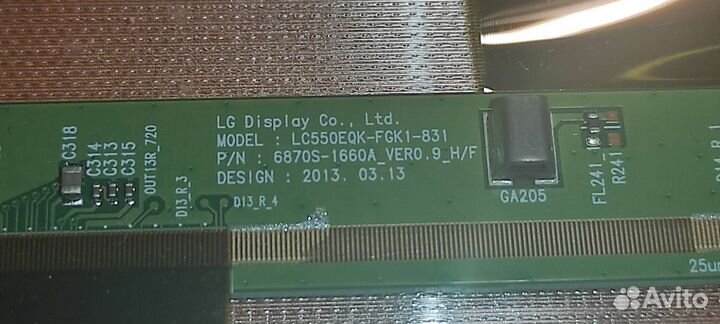 LG Display Co., Ltd.
MODEL : LC550EQK-FGK1-831
P/N : 6870S-1660A_VER0.9_H/F
DESIGN : 2013. 03.13
C318
C314
C313
C315
OUT13R_720
D13_R_3
D13_R_4
GA205
FL241
R241
25um
Avito